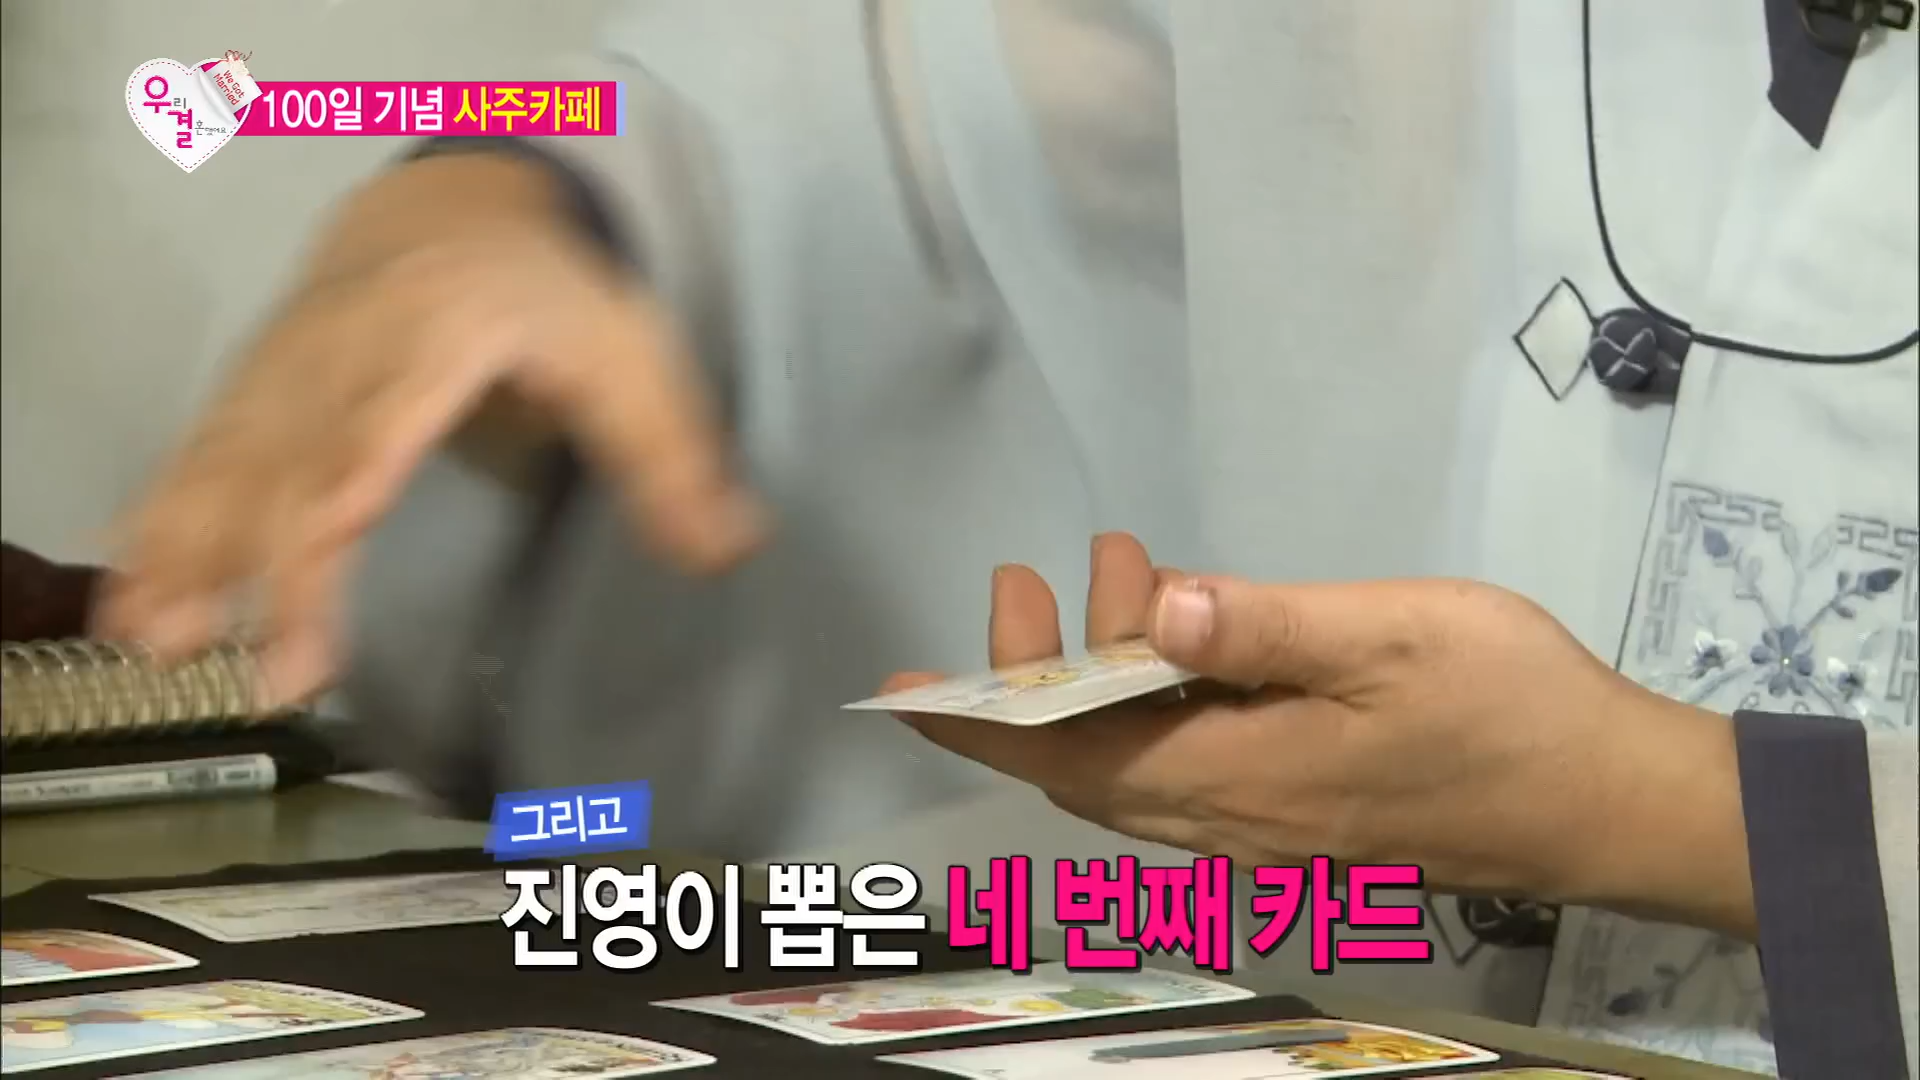 우리 결혼했어요
We Got Married
100일 기념 사주카페
그리고
진영이 뽑은 네 번째 카드